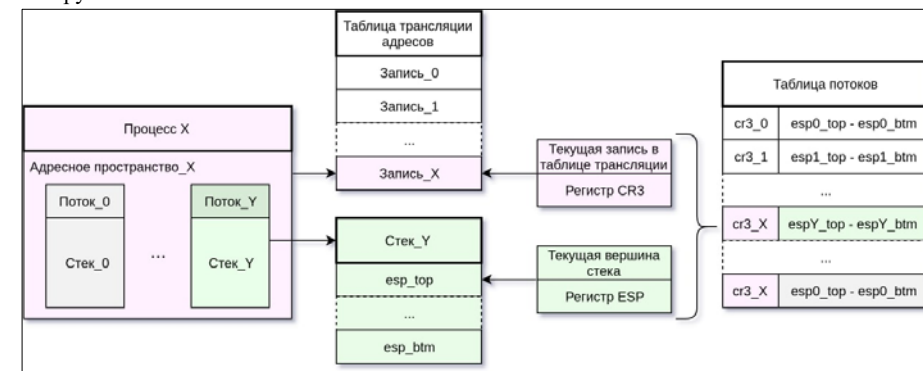 Таблица трансляции
адресов
Запись_0
Запись_1
...
Запись_X
Процесс X
Адресное пространство_X
Поток_0
Стек_0
...
Поток_Y
Стек_Y
Стек_Y
esp_top
...
esp_btm
Текущая запись в
таблице трансляции
Регистр CR3
Текущая вершина
стека
Регистр ESP
Таблица потоков
cr3_0 esp0_top - esp0_btm
cr3_1 esp1_top - esp1_btm
...
cr3_X espY_top - espY_btm
...
cr3_X esp0_top - esp0_btm